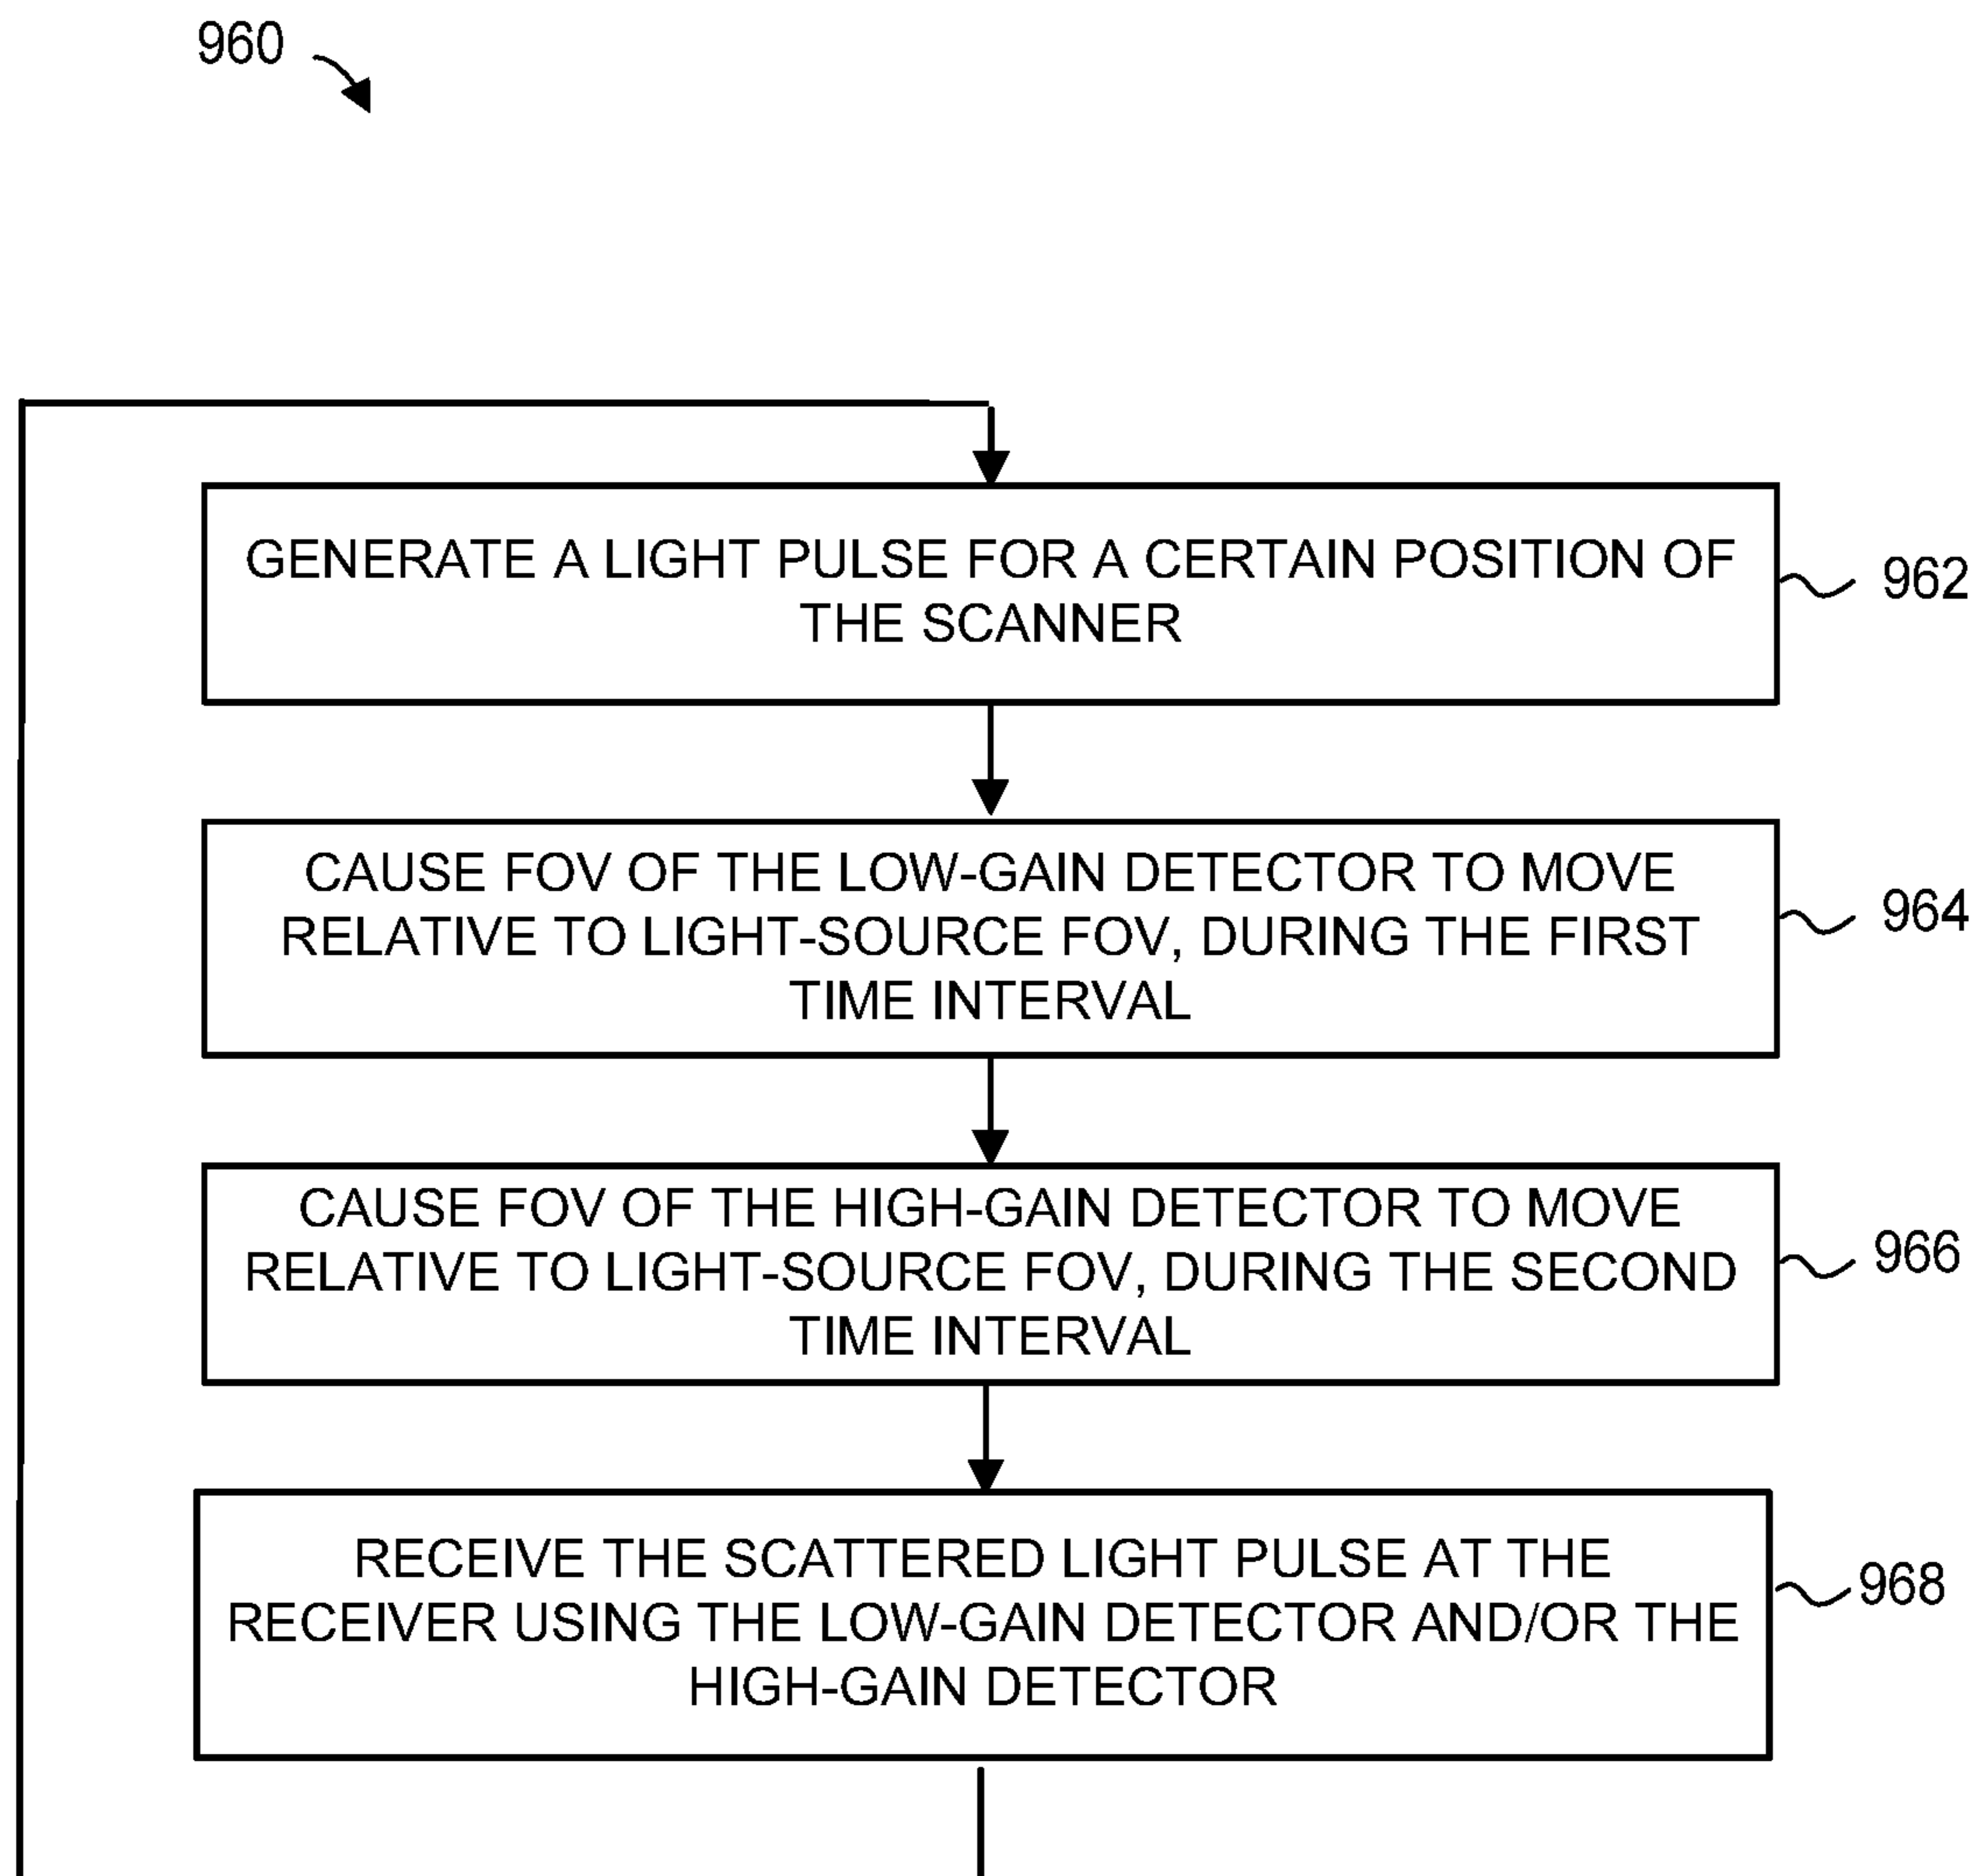 960
GENERATE A LIGHT PULSE FOR A CERTAIN POSITION OF
THE SCANNER
962
CAUSE FOV OF THE LOW-GAIN DETECTOR TO MOVE
RELATIVE TO LIGHT-SOURCE FOV, DURING THE FIRST
TIME INTERVAL
964
CAUSE FOV OF THE HIGH-GAIN DETECTOR TO MOVE
RELATIVE TO LIGHT-SOURCE FOV, DURING THE SECOND
TIME INTERVAL
966
RECEIVE THE SCATTERED LIGHT PULSE AT THE
RECEIVER USING THE LOW-GAIN DETECTOR AND/OR THE
HIGH-GAIN DETECTOR
968